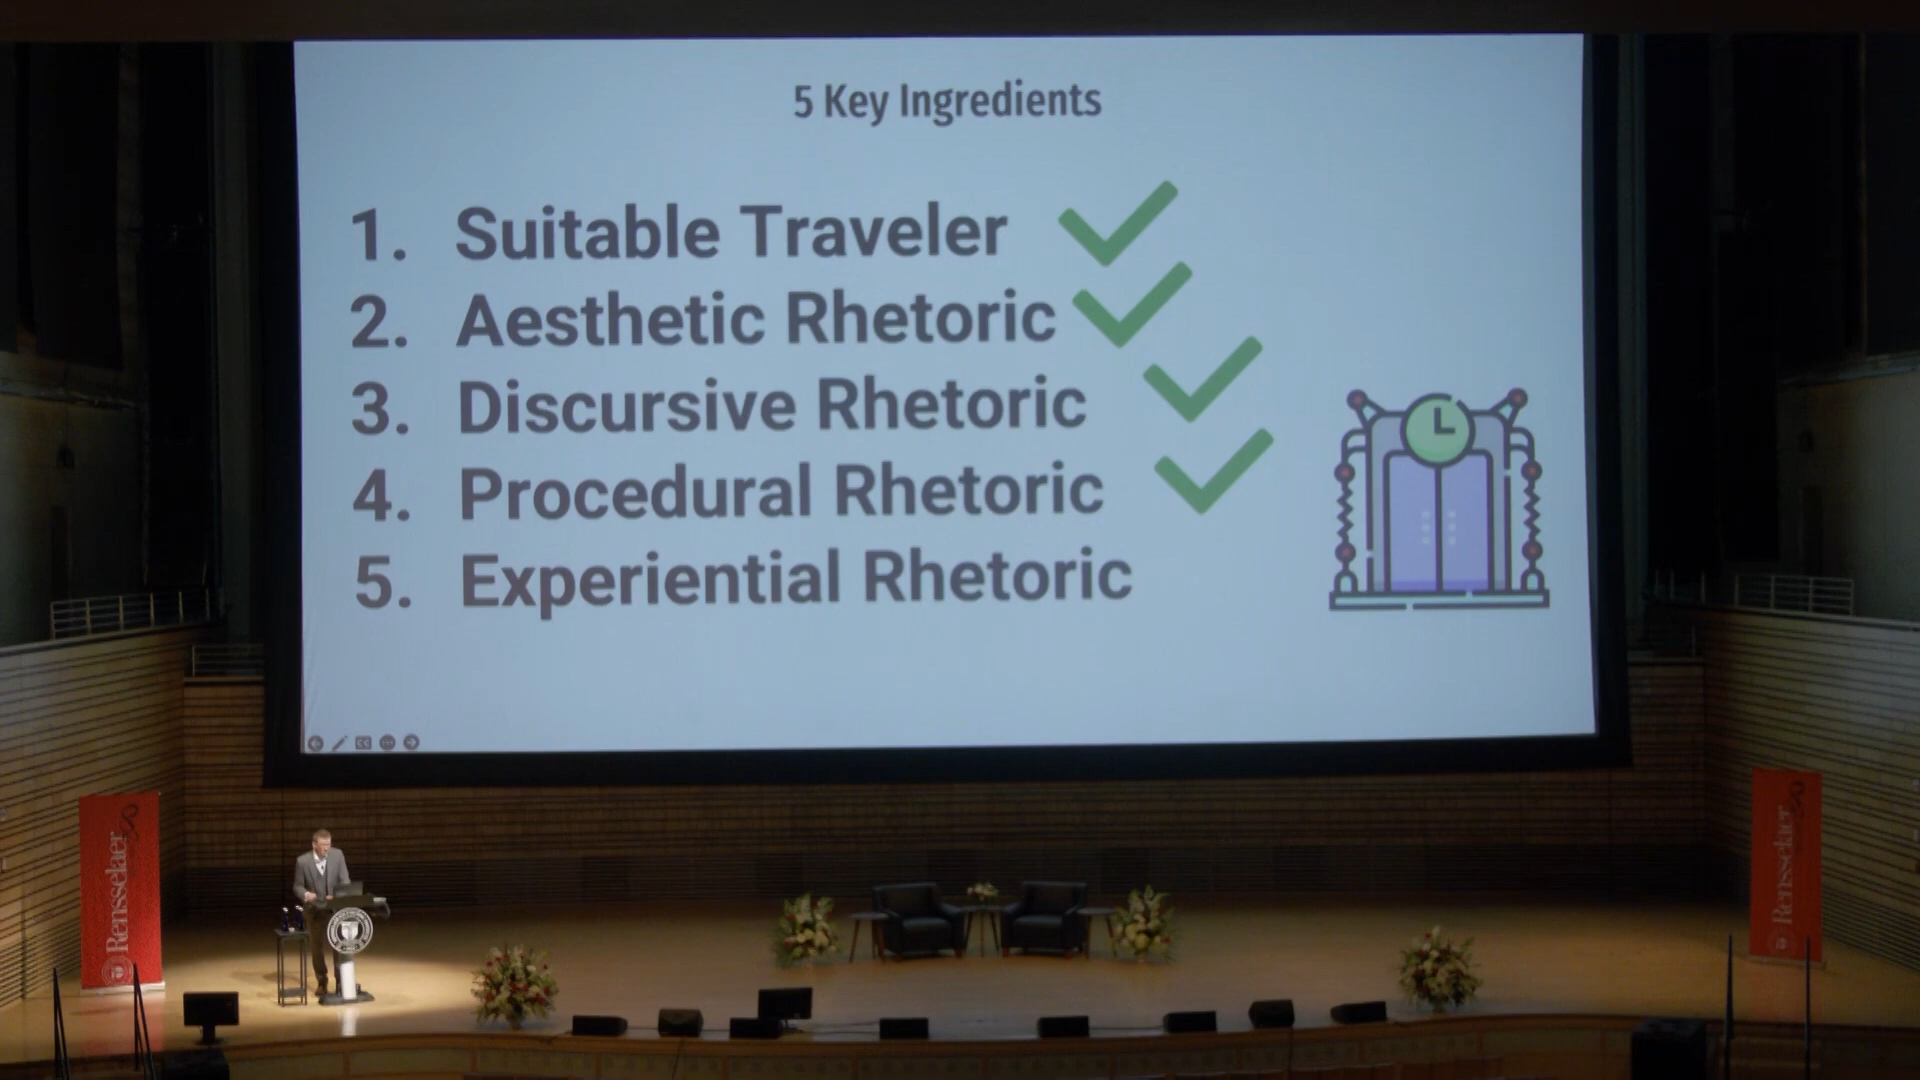 5 Key Ingredients
1. Suitable Traveler
2. Aesthetic Rhetoric
3. Discursive Rhetoric
4. Procedural Rhetoric
5. Experiential Rhetoric
Rensselaer
Rensselaer